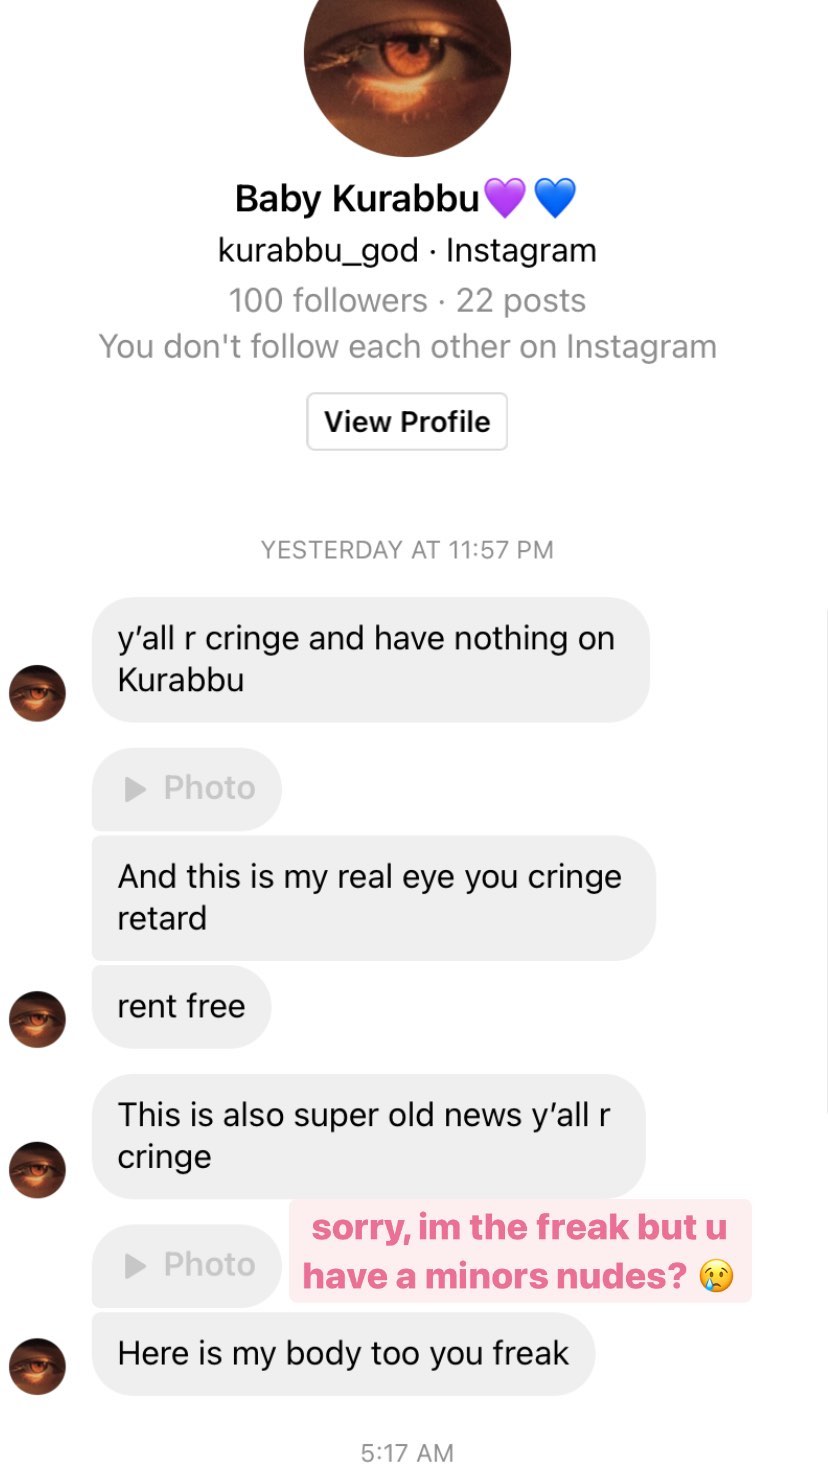 Baby Kurabbu💜💙
kurabbu_god · Instagram
100 followers · 22 posts
You don't follow each other on Instagram
View Profile
YESTERDAY AT 11:57 PM
y’all r cringe and have nothing on
Kurabbu
Photo
And this is my real eye you cringe
retard
rent free
This is also super old news y’all r
cringe
sorry, im the freak but u
have a minors nudes? 😢
Photo
Here is my body too you freak
5:17 AM